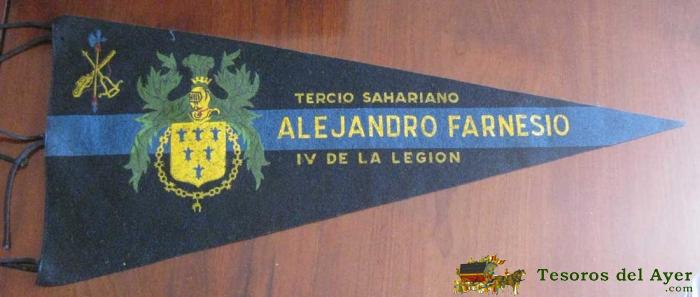 TERCIO SAHARIANO
ALEJANDRO FARNESIO
IV DE LA LEGION
Tesoros del Ayer
.com